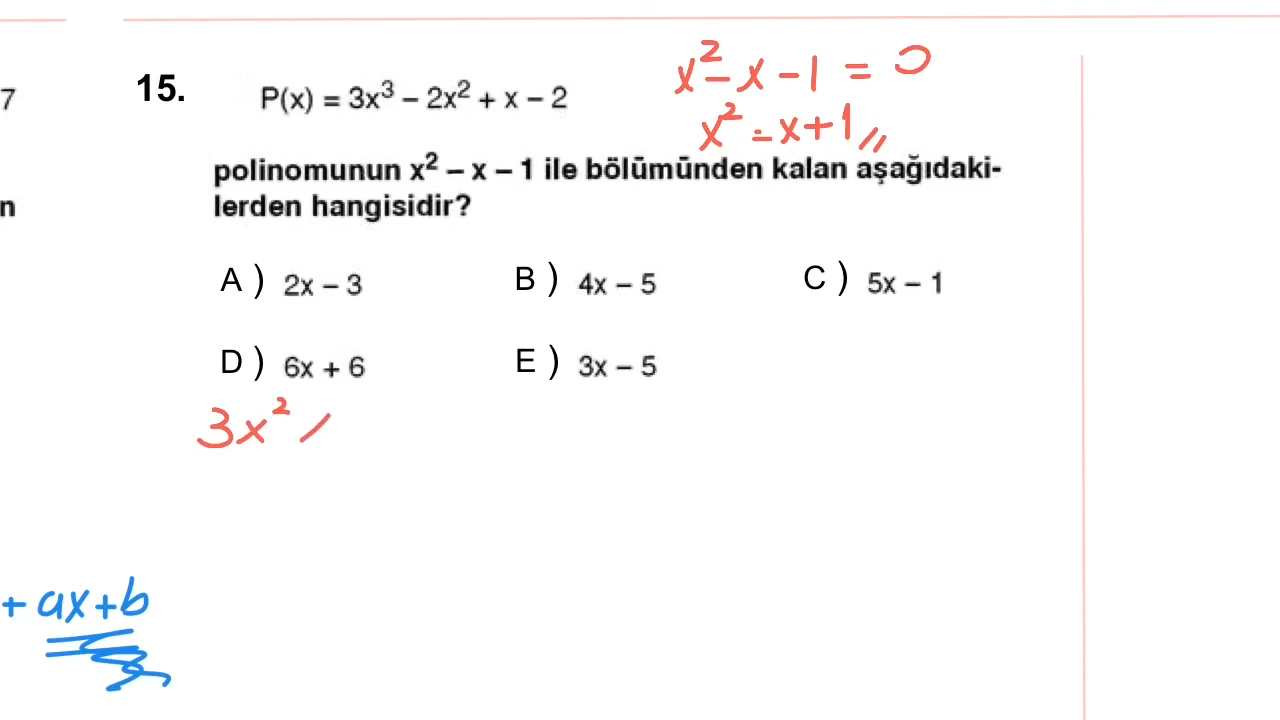 7
n
15.
P(x) = 3x³ – 2x² + x – 2
x² – x – 1 = 0
x² = x + 1 //
polinomunun x² – x – 1 ile bölümünden kalan aşağıdaki-
lerden hangisidir?
A ) 2x – 3
B ) 4x – 5
C ) 5x – 1
D ) 6x + 6
E ) 3x – 5
3x²
+ ax+b